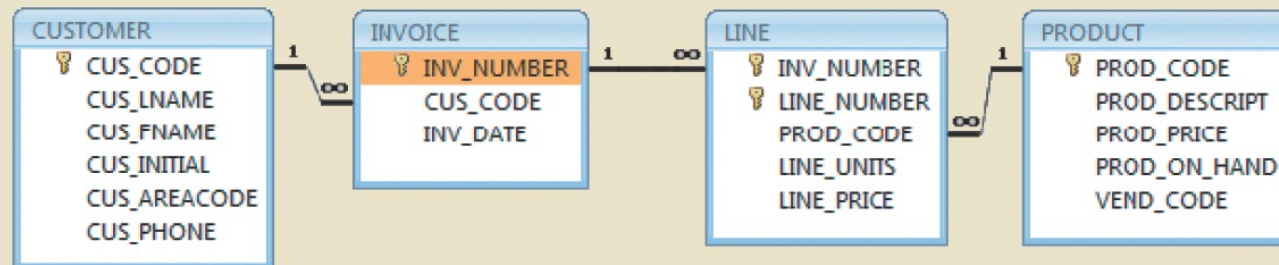 CUSTOMER
CUS_CODE
CUS_LNAME
CUS_FNAME
CUS_INITIAL
CUS_AREACODE
CUS_PHONE
1
∞
INVOICE
INV_NUMBER
CUS_CODE
INV_DATE
1
∞
LINE
INV_NUMBER
LINE_NUMBER
PROD_CODE
LINE_UNITS
LINE_PRICE
∞
1
PRODUCT
PROD_CODE
PROD_DESCRIPT
PROD_PRICE
PROD_ON_HAND
VEND_CODE